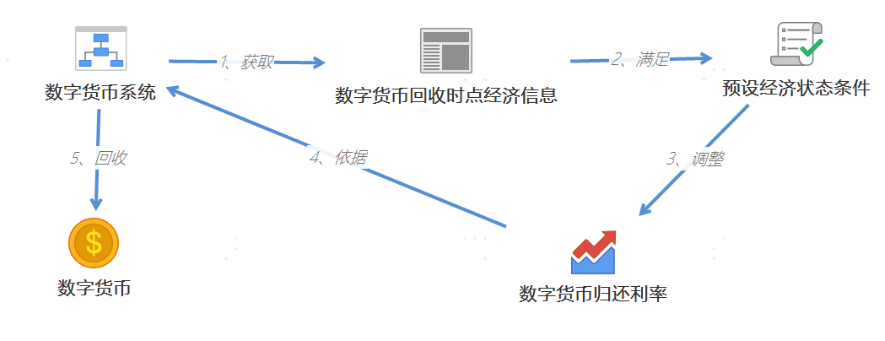 1、获取
2、满足
数字货币系统
数字货币回收时点经济信息
预设经济状态条件
5、回收
4、依据
3、调整
数字货币
数字货币归还利率